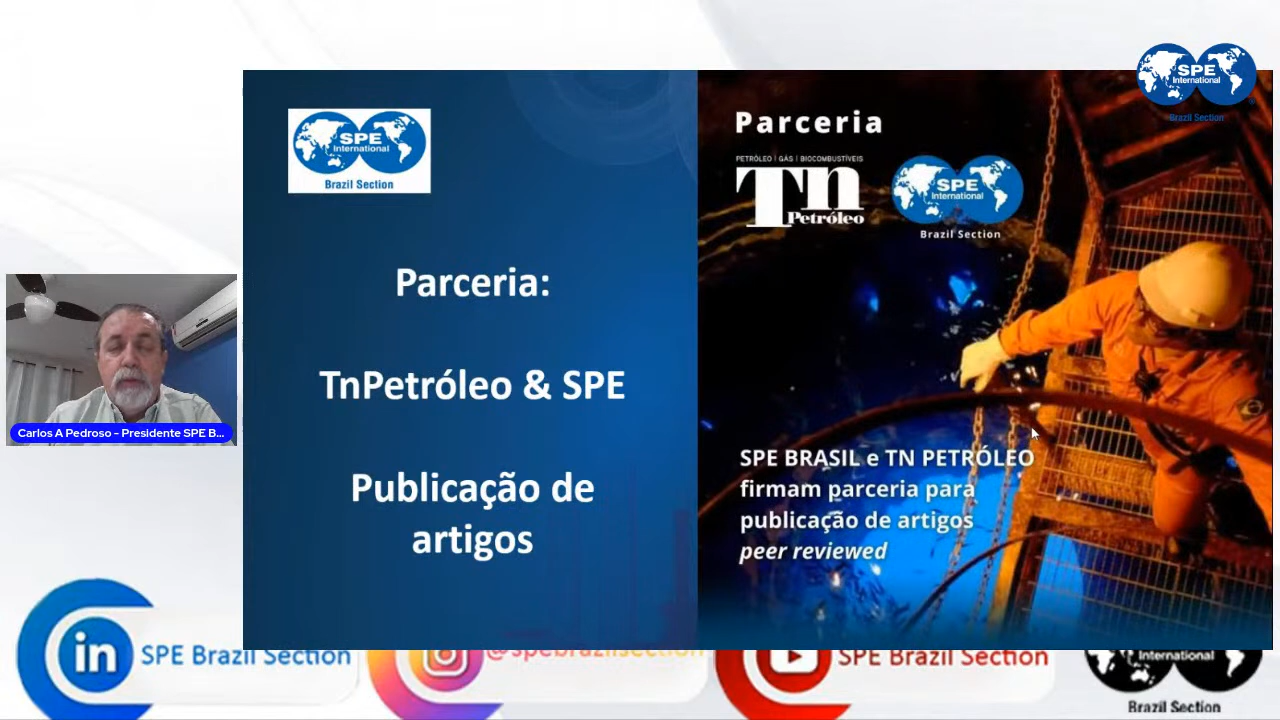 SPE
International
Brazil Section
SPE
International
Brazil Section
Parceria:
TnPetróleo & SPE
Publicação de
artigos
Parceria
PETRÓLEO | GÁS | BIOCOMBUSTÍVEIS
Tn
Petróleo
SPE
International
Brazil Section
SPE BRASIL e TN PETRÓLEO
firmam parceria para
publicação de artigos
peer reviewed
Carlos A Pedroso - Presidente SPE B...
in
SPE Brazil Section
@spebrazilsection
SPE Brazil Section
International
Brazil Section